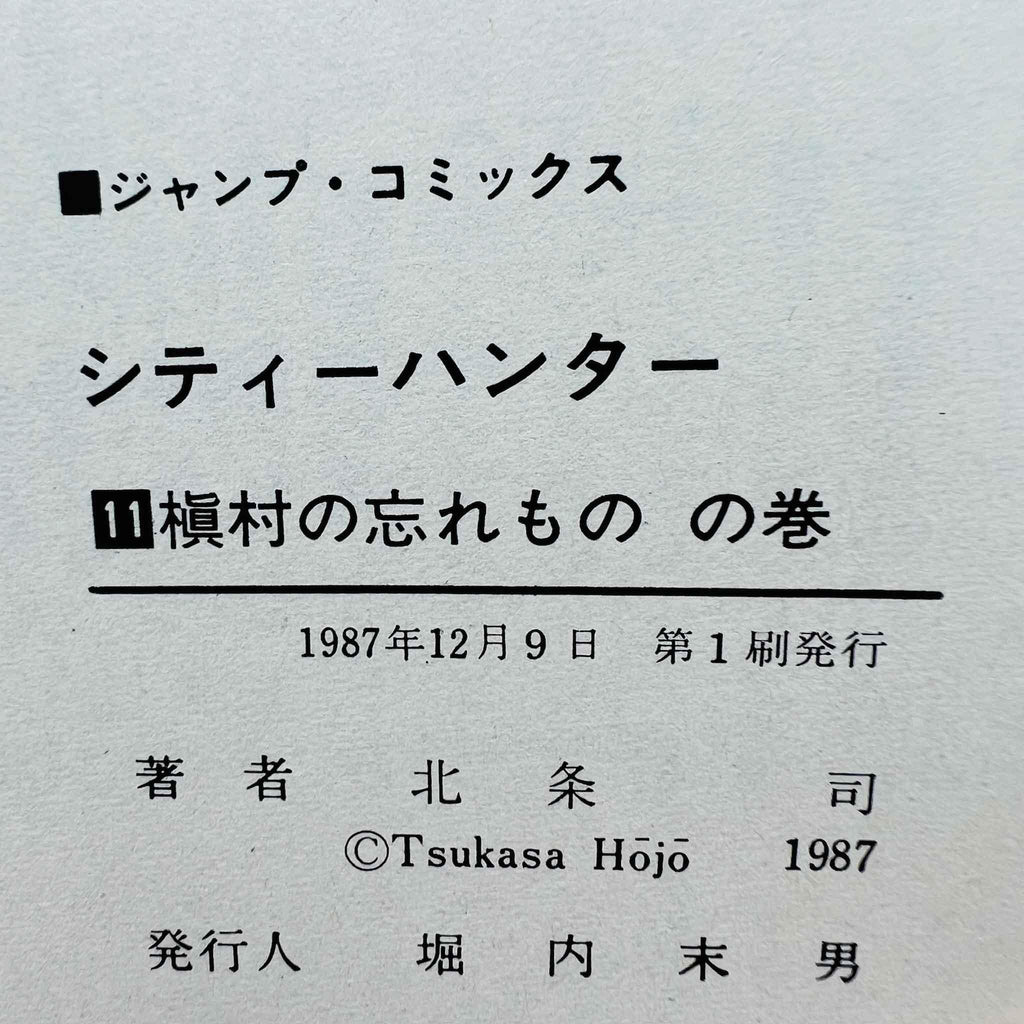 ■ジャンプ・コミックス
シティーハンター
11槇村の忘れもの の巻
1987年12月9日 第1刷発行
著者 北条 司
©Tsukasa Hōjō 1987
発行人 堀内末男